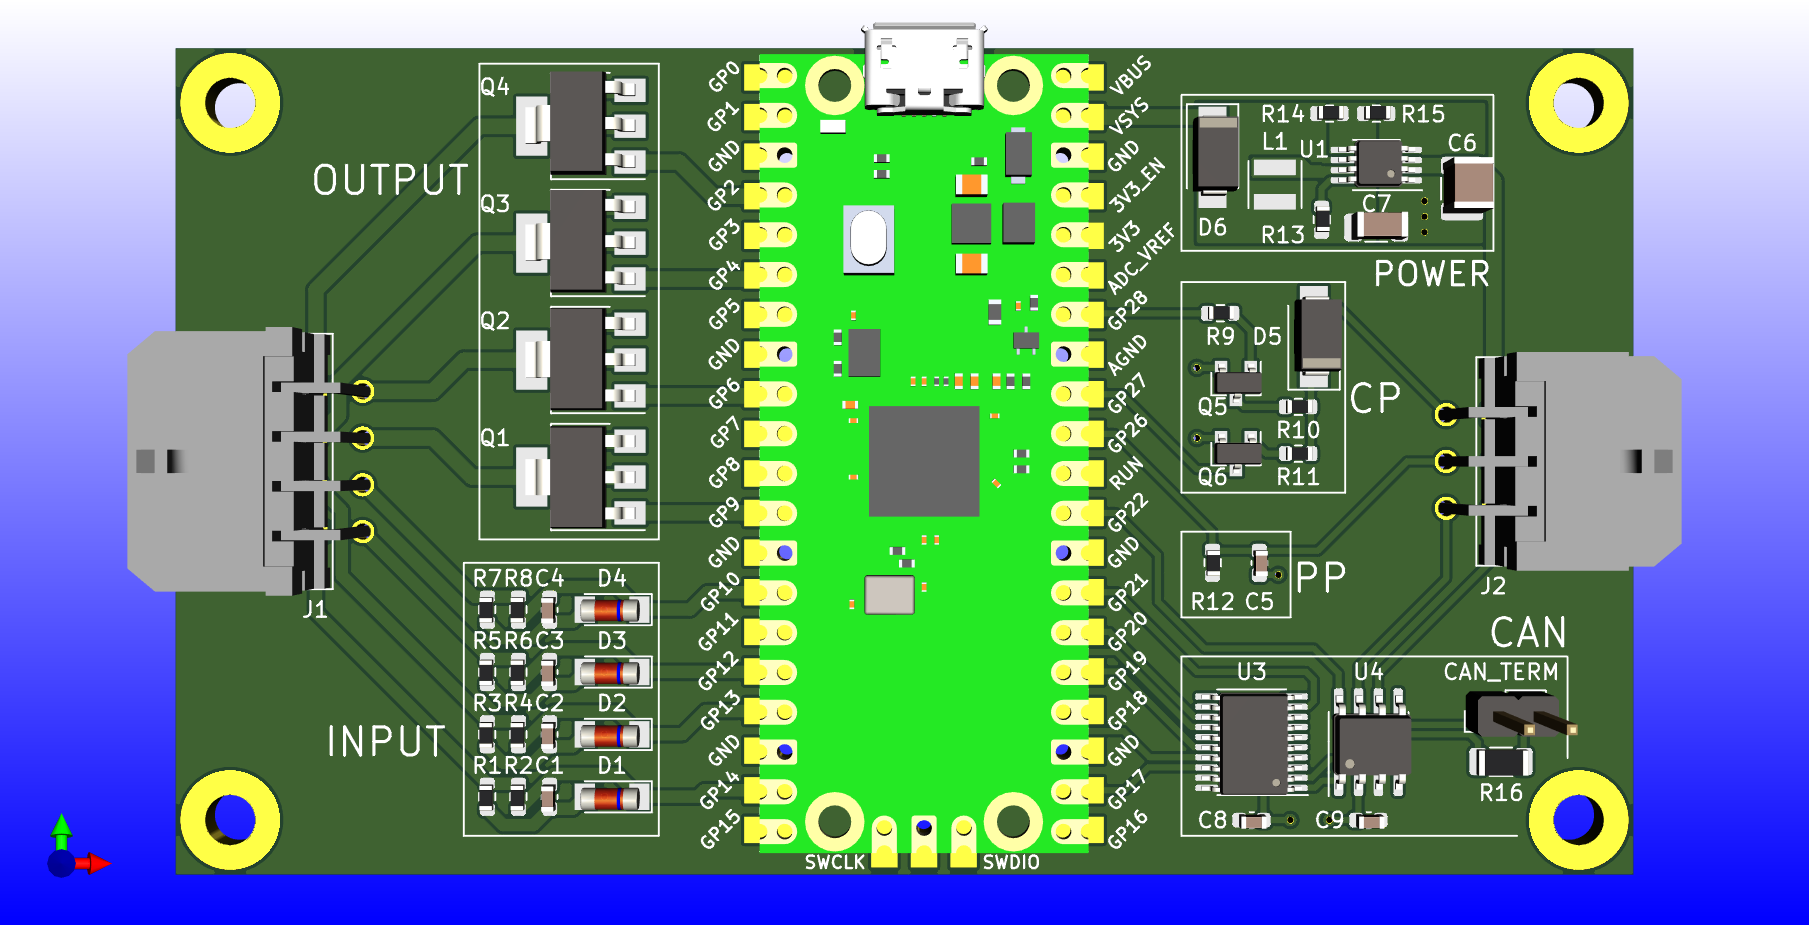 Q4
OUTPUT
Q3
Q2
Q1
J1
R7R8C4 D4
R5R6C3 D3
R3R4C2 D2
R1R2C1 D1
INPUT
GP0
GP1
GND
GP2
GP3
GP4
GP5
GND
GP6
GP7
GP8
GP9
GND
GP10
GP11
GP12
GP13
GND
GP14
GP15
SWCLK SWDIO
VBUS
VSYS
GND
3V3_EN
3V3
ADC_VREF
GP28
AGND
GP27
GP26
RUN
GP22
GND
GP21
GP20
GP19
GP18
GND
GP17
GP16
R14 R15
L1 U1 C6
C7
D6 R13
POWER
R9 D5
CP
Q5
R10
Q6 R11
PP
R12 C5
J2
CAN
U3 U4 CAN_TERM
R16
C8 C9